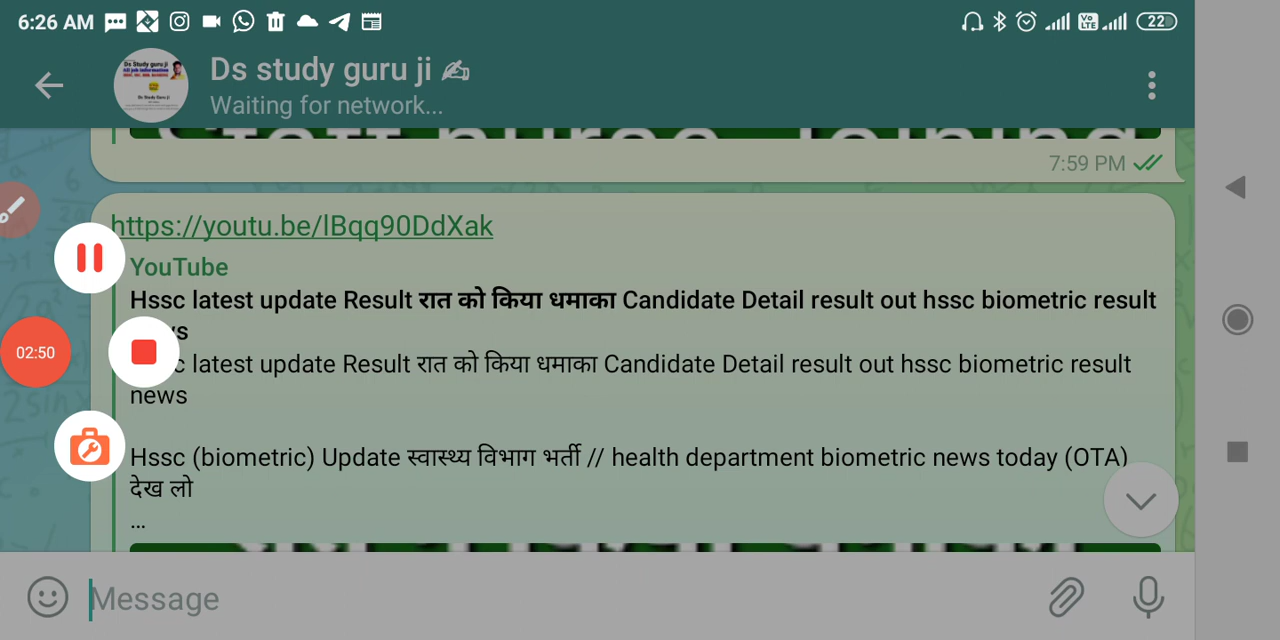 6:26 AM
22
Ds study guru ji ✍
Waiting for network...
7:59 PM
https://youtu.be/lBqq90DdXak
YouTube
Hssc latest update Result रात को किया धमाका Candidate Detail result out hssc biometric result
latest update Result रात को किया धमाका Candidate Detail result out hssc biometric result
02:50
news
Hssc (biometric) Update स्वास्थ्य विभाग भर्ती // health department biometric news today (OTA)
देख लो
...
Message